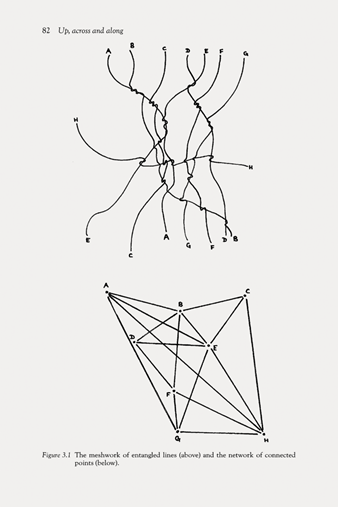 82 Up, across and along
A B C D E F G
H
H
E C A G F D B
A
B
C
D
E
F
G
H
Figure 3.1 The meshwork of entangled lines (above) and the network of connected
points (below).